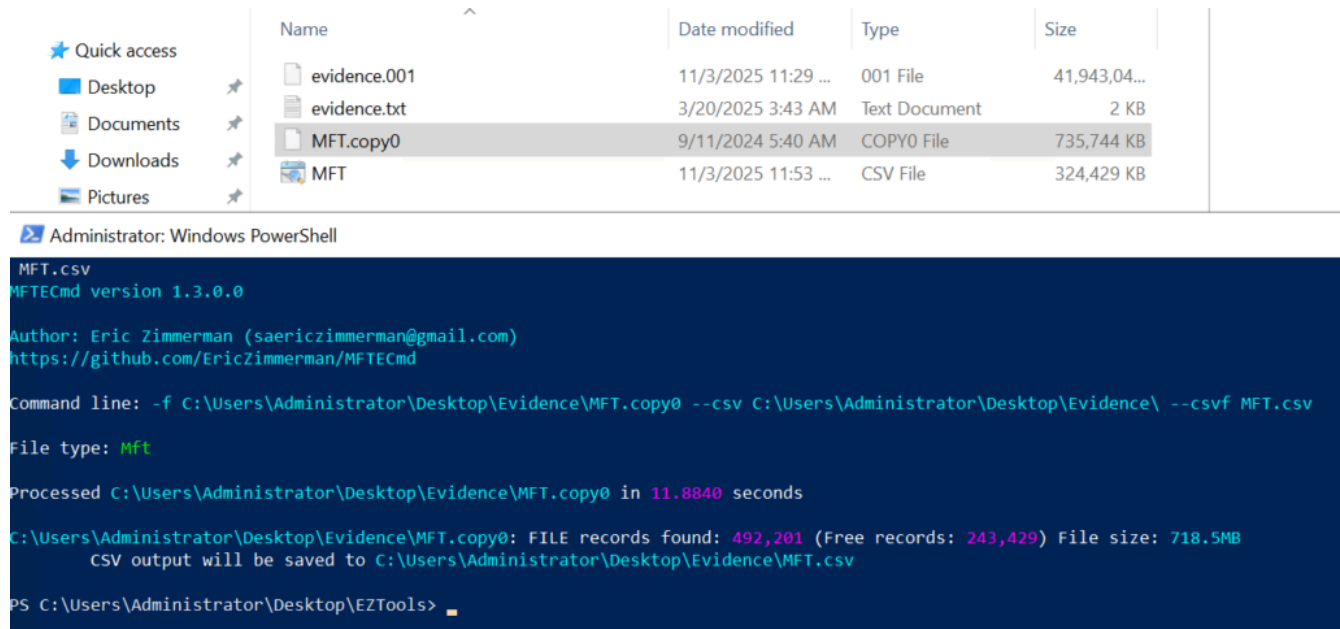 Name Date modified Type Size
Quick access
evidence.001 11/3/2025 11:29 ... 001 File 41,943,04...
Desktop
evidence.txt 3/20/2025 3:43 AM Text Document 2 KB
Documents
MFT.copy0 9/11/2024 5:40 AM COPY0 File 735,744 KB
Downloads
MFT 11/3/2025 11:53 ... CSV File 324,429 KB
Pictures
Administrator: Windows PowerShell
MFT.csv
MFTECmd version 1.3.0.0
Author: Eric Zimmerman (saericzimmerman@gmail.com)
https://github.com/EricZimmerman/MFTECmd
Command line: -f C:\Users\Administrator\Desktop\Evidence\MFT.copy0 --csv C:\Users\Administrator\Desktop\Evidence\ --csvf MFT.csv
File type: Mft
Processed C:\Users\Administrator\Desktop\Evidence\MFT.copy0 in 11.8840 seconds
C:\Users\Administrator\Desktop\Evidence\MFT.copy0: FILE records found: 492,201 (Free records: 243,429) File size: 718.5MB
CSV output will be saved to C:\Users\Administrator\Desktop\Evidence\MFT.csv
PS C:\Users\Administrator\Desktop\EZTools>